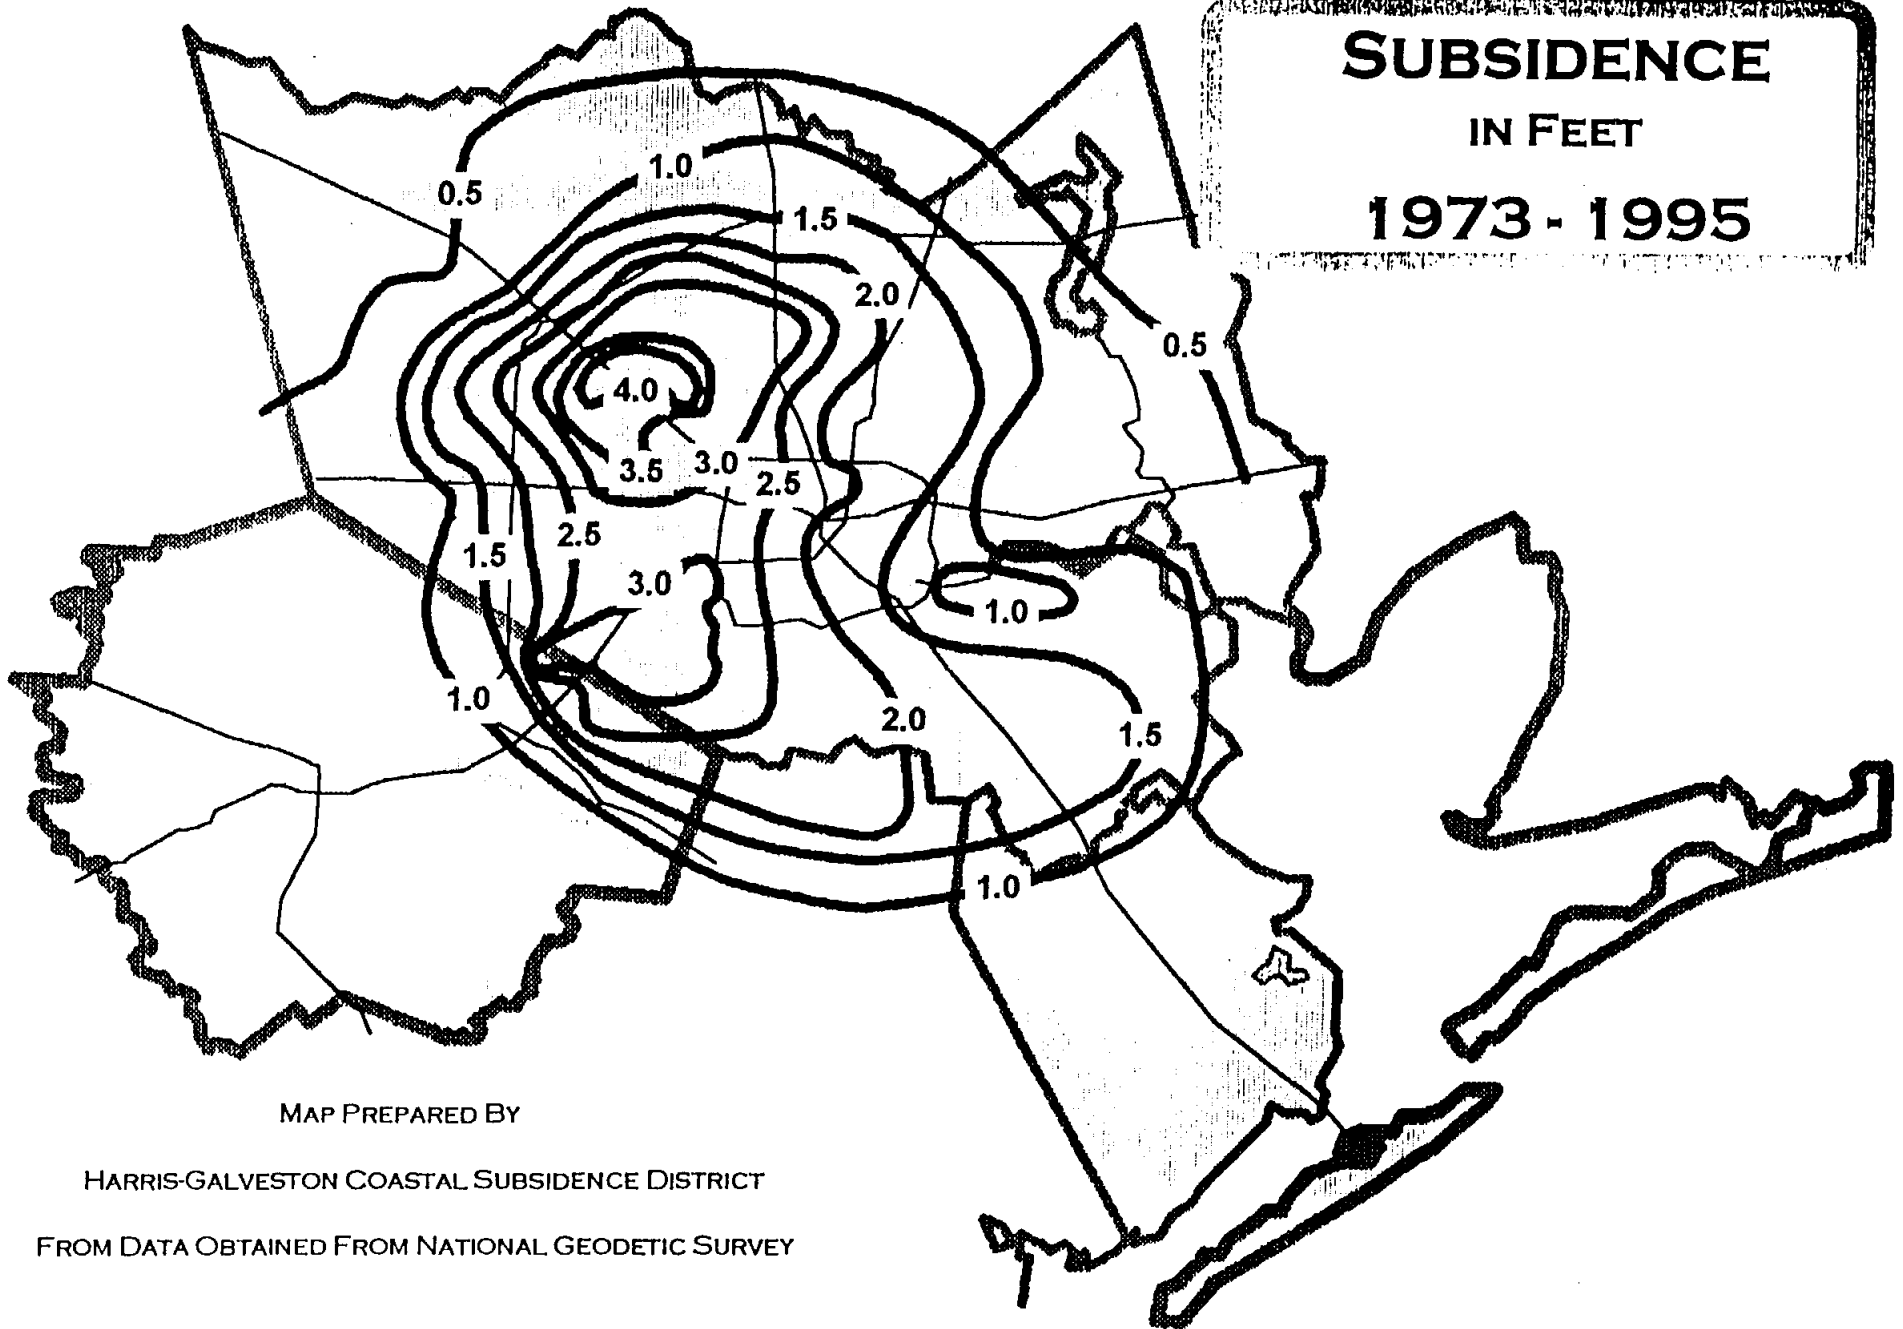 SUBSIDENCE
IN FEET
1973 - 1995
0.5
1.0
1.5
2.0
0.5
4.0
3.5
3.0
2.5
2.5
1.5
3.0
1.0
1.0
2.0
1.5
1.0
MAP PREPARED BY
HARRIS-GALVESTON COASTAL SUBSIDENCE DISTRICT
FROM DATA OBTAINED FROM NATIONAL GEODETIC SURVEY